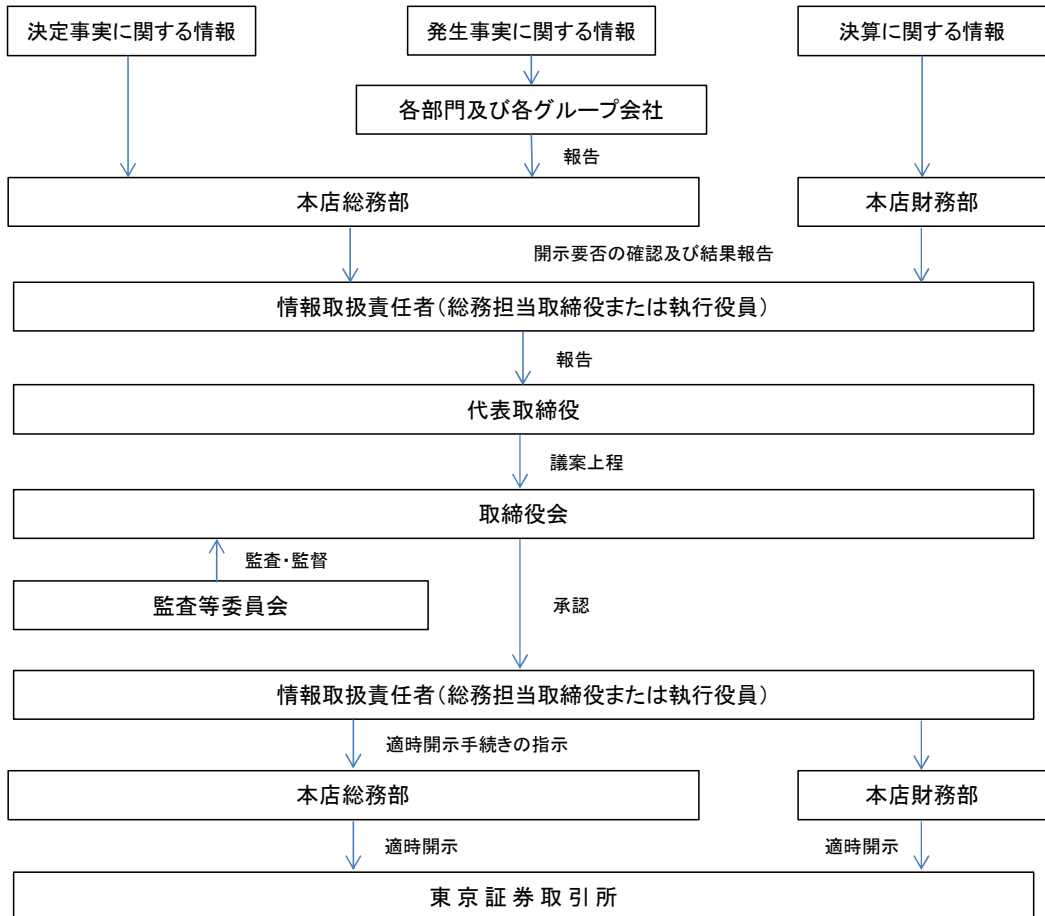 決定事実に関する情報
発生事実に関する情報
決算に関する情報
各部門及び各グループ会社
報告
本店総務部
本店財務部
開示要否の確認及び結果報告
情報取扱責任者(総務担当取締役または執行役員)
報告
代表取締役
議案上程
取締役会
監査・監督
監査等委員会
承認
情報取扱責任者(総務担当取締役または執行役員)
適時開示手続きの指示
本店総務部
本店財務部
適時開示
適時開示
東京証券取引所